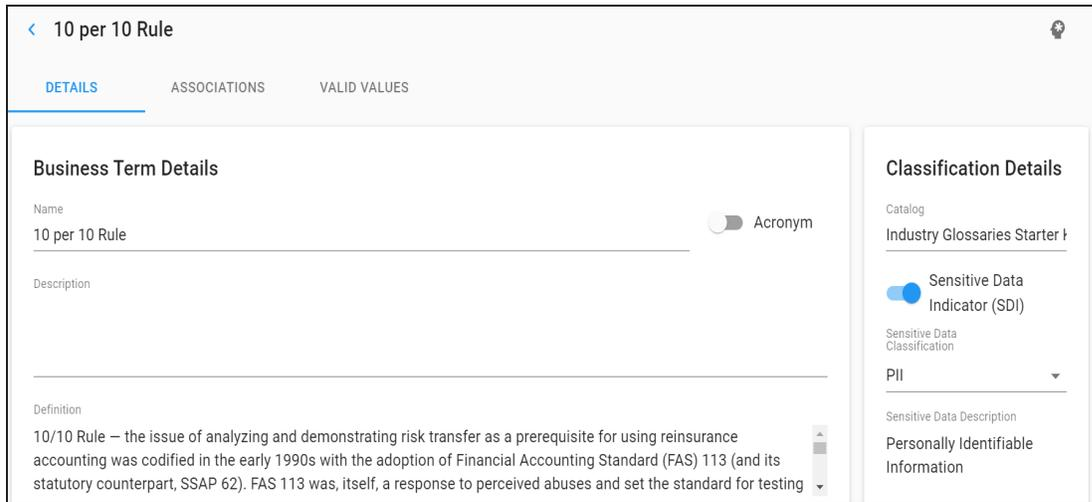 10 per 10 Rule
DETAILS
ASSOCIATIONS
VALID VALUES
Business Term Details
Name
10 per 10 Rule
Acronym
Description
Definition
10/10 Rule — the issue of analyzing and demonstrating risk transfer as a prerequisite for using reinsurance
accounting was codified in the early 1990s with the adoption of Financial Accounting Standard (FAS) 113 (and its
statutory counterpart, SSAP 62). FAS 113 was, itself, a response to perceived abuses and set the standard for testing
Classification Details
Catalog
Industry Glossaries Starter
Sensitive Data
Indicator (SDI)
Sensitive Data
Classification
PII
Sensitive Data Description
Personally Identifiable
Information